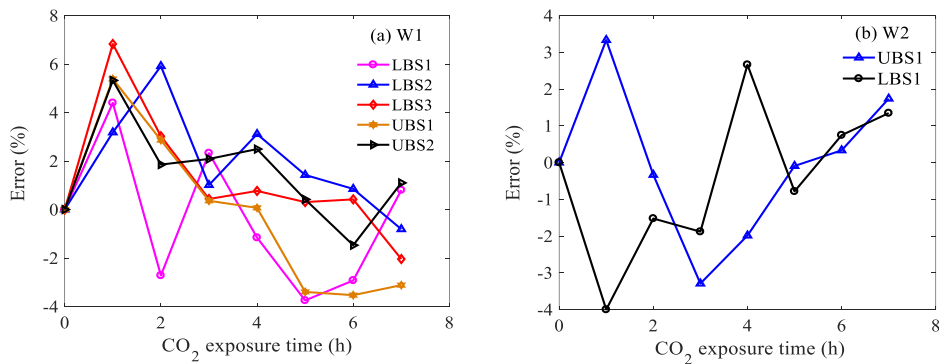 (a) W1
LBS1
LBS2
LBS3
UBS1
UBS2
8
6
4
2
0
-2
-4
Error (%)
0
2
4
6
8
CO2 exposure time (h)
(b) W2
UBS1
LBS1
4
3
2
1
0
-1
-2
-3
-4
Error (%)
0
2
4
6
8
CO2 exposure time (h)